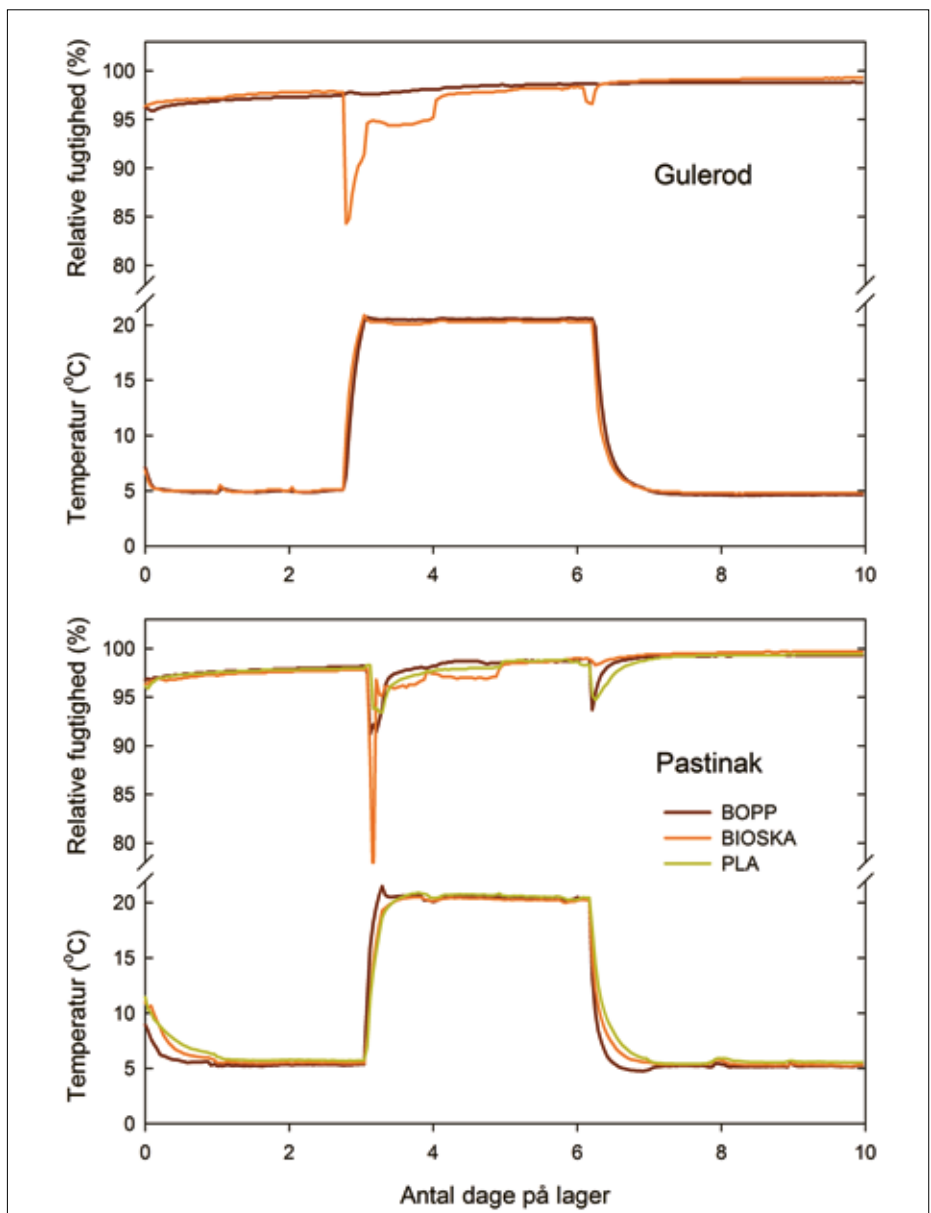 Relative fugtighed (%)
100
95
90
85
80
Gulerod
Temperatur (⁰C)
20
15
10
5
0
0 2 4 6 8 10
Relative fugtighed (%)
100
95
90
85
80
Pastinak
BOPP
BIOSKA
PLA
Temperatur (⁰C)
20
15
10
5
0
0 2 4 6 8 10
Antal dage på lager